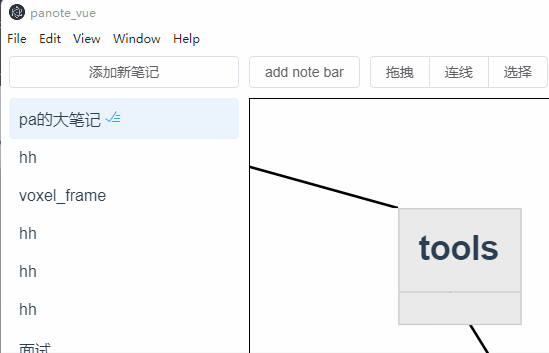 panote_vue
File Edit View Window Help
添加新笔记 add note bar 拖拽 连线 选择
pa的大笔记
hh
voxel_frame
hh
hh
hh
面试
tools